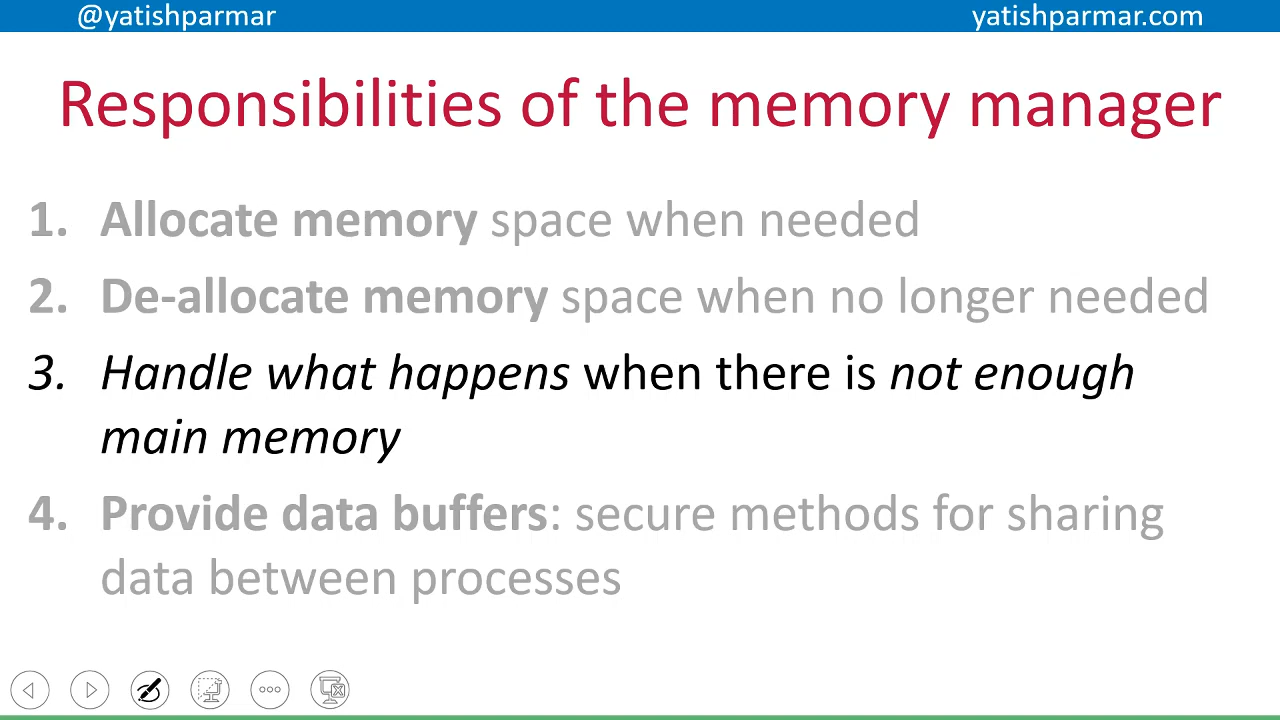 @yatishparmar
yatishparmar.com
Responsibilities of the memory manager
1. Allocate memory space when needed
2. De-allocate memory space when no longer needed
3. Handle what happens when there is not enough
main memory
4. Provide data buffers: secure methods for sharing
data between processes